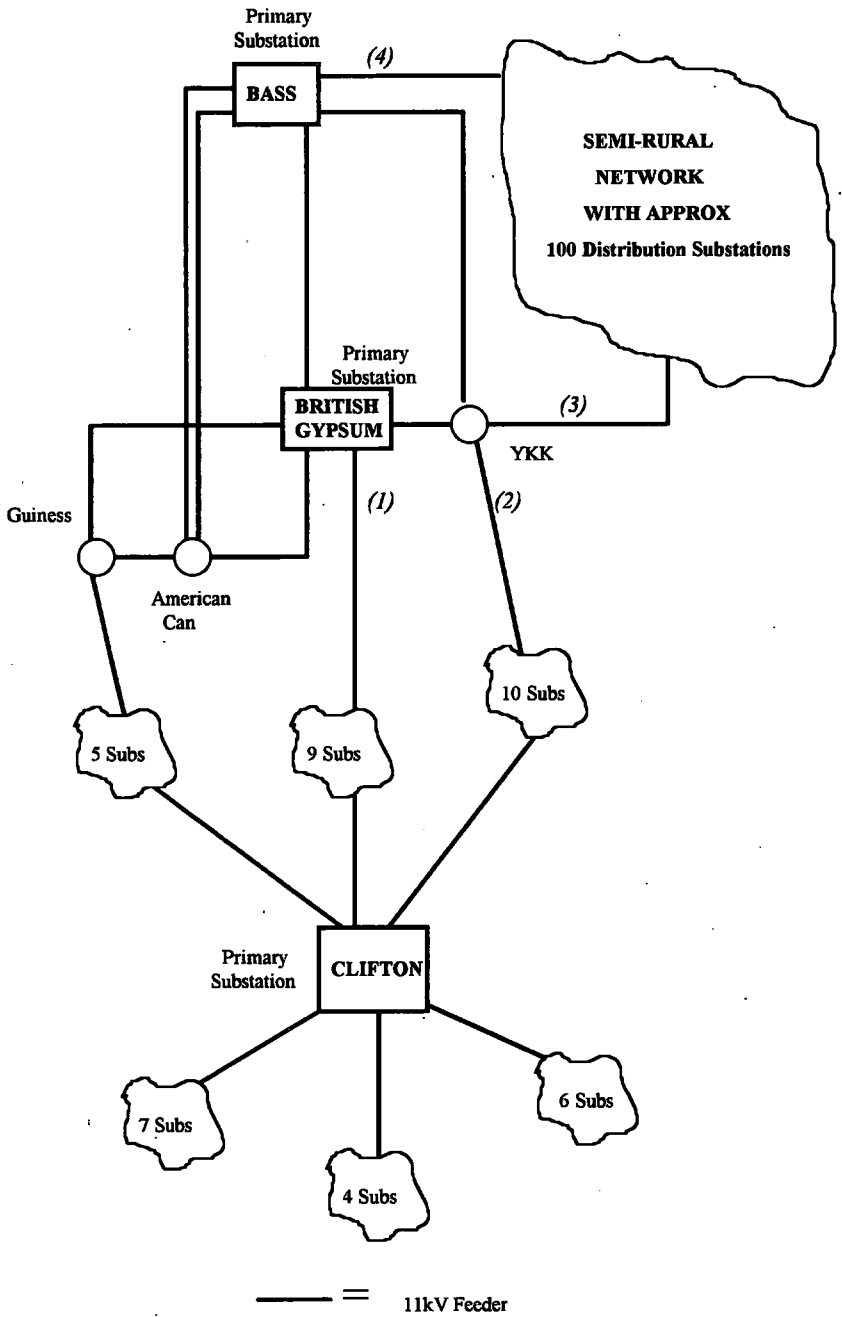 Primary
Substation
(4)
BASS
SEMI-RURAL
NETWORK
WITH APPROX
100 Distribution Substations
Primary
Substation
BRITISH
GYPSUM
(3)
YKK
(1)
(2)
Guiness
American
Can
10 Subs
5 Subs
9 Subs
Primary
Substation
CLIFTON
7 Subs
6 Subs
4 Subs
= 11kV Feeder